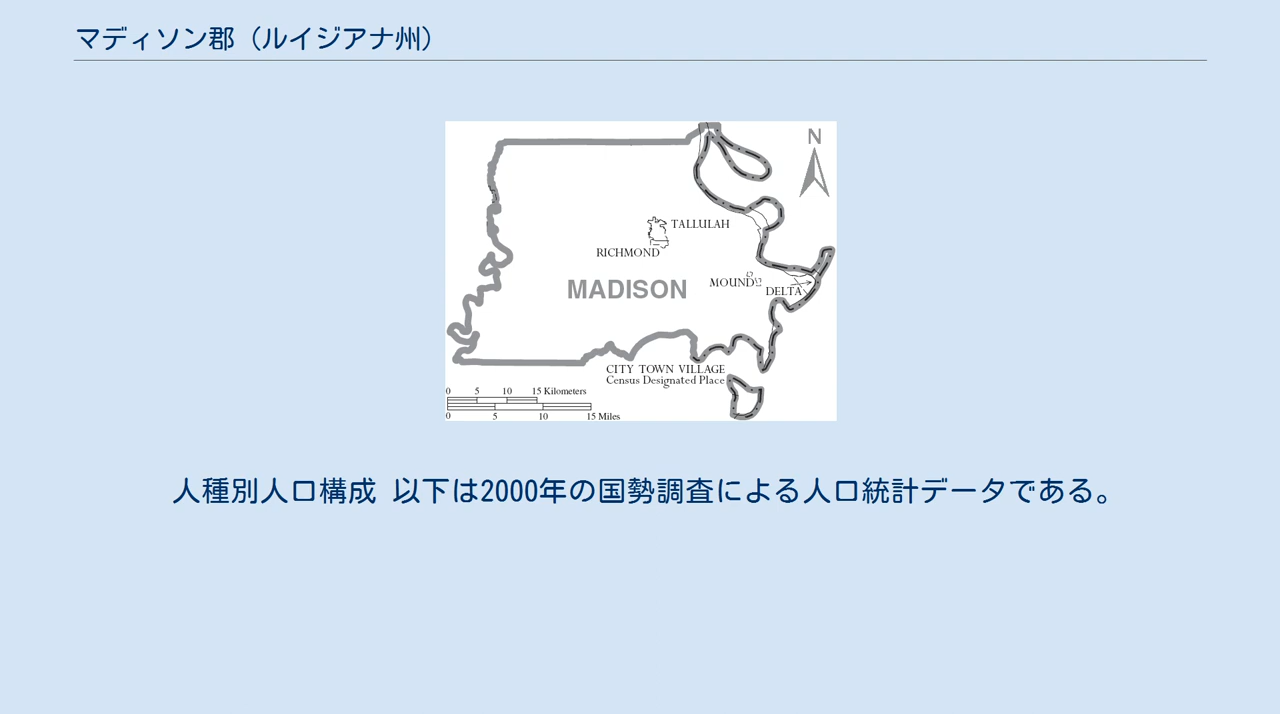 マディソン郡（ルイジアナ州）
N
TALLULAH
RICHMOND
MOUND
MADISON
DELTA
CITY TOWN VILLAGE
Census Designated Place
0 5 10 15 Kilometers
0 5 10 15 Miles
人種別人口構成 以下は2000年の国勢調査による人口統計データである。